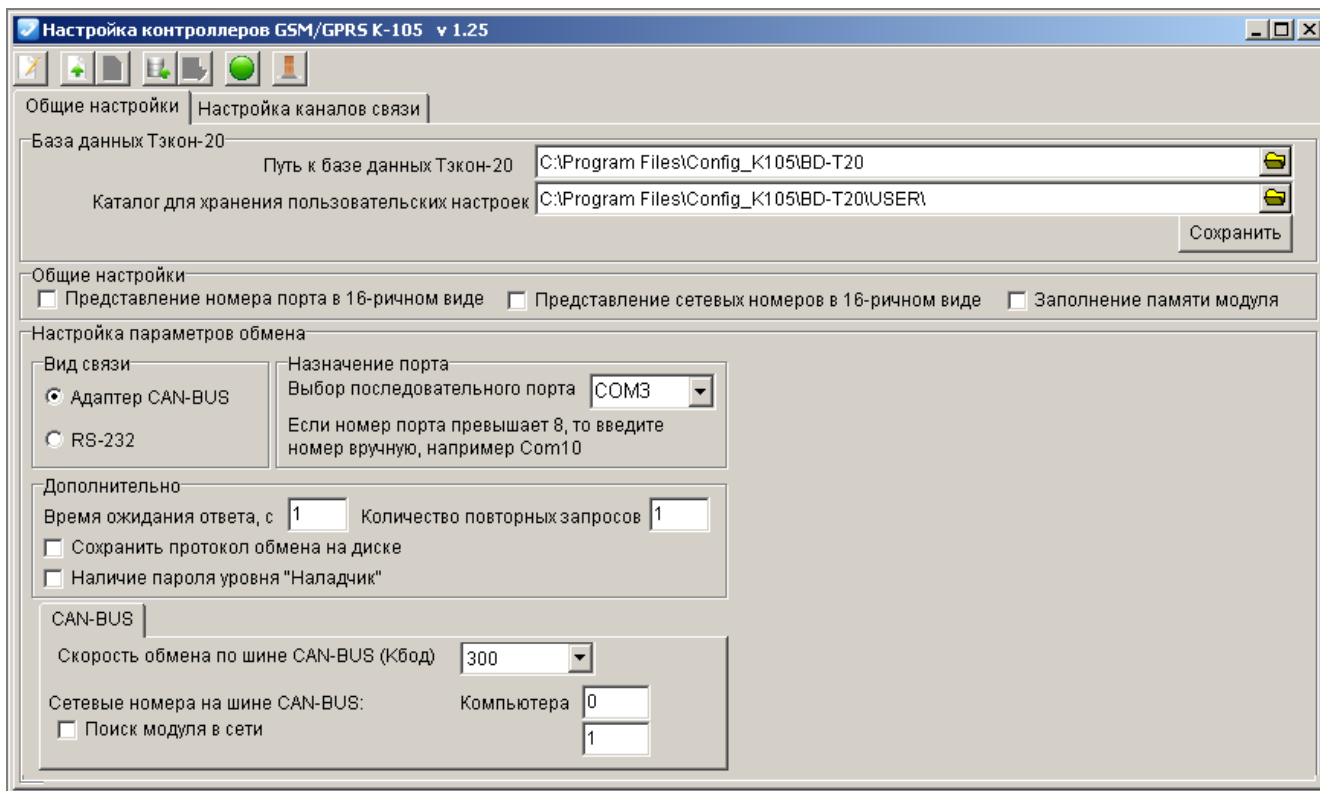 Настройка контроллеров GSM/GPRS K-105 v 1.25
Общие настройки
Настройка каналов связи
База данных Тэкон-20
Путь к базе данных Тэкон-20 C:\Program Files\Config_K105\BD-T20
Каталог для хранения пользовательских настроек C:\Program Files\Config_K105\BD-T20\USER\
Сохранить
Общие настройки
Представление номера порта в 16-ричном виде Представление сетевых номеров в 16-ричном виде Заполнение памяти модуля
Настройка параметров обмена
Вид связи
Адаптер CAN-BUS
RS-232
Назначение порта
Выбор последовательного порта COM3
Если номер порта превышает 8, то введите
номер вручную, например Com10
Дополнительно
Время ожидания ответа, с 1 Количество повторных запросов 1
Сохранить протокол обмена на диске
Наличие пароля уровня "Наладчик"
CAN-BUS
Скорость обмена по шине CAN-BUS (Кбод) 300
Сетевые номера на шине CAN-BUS: Компьютера 0
Поиск модуля в сети 1